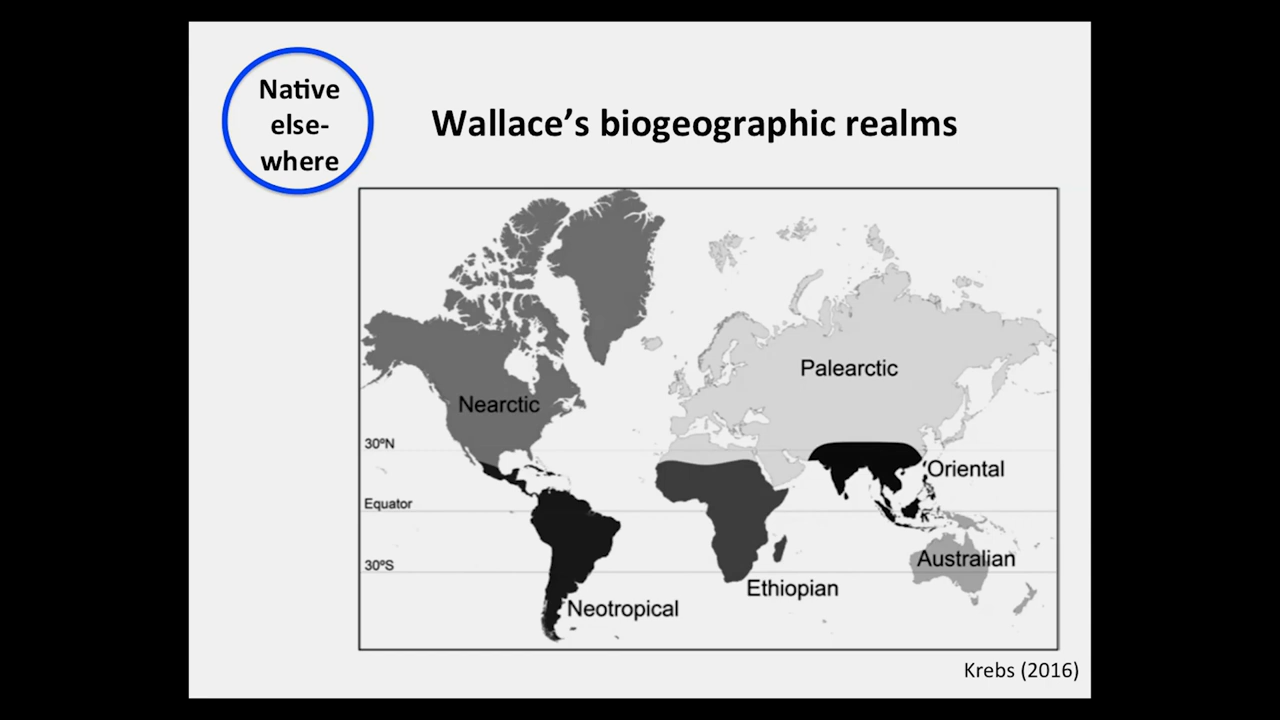 Native
else-
where
Wallace's biogeographic realms
Palearctic
Nearctic
30ºN
Oriental
Equator
Australian
30ºS
Ethiopian
Neotropical
Krebs (2016)